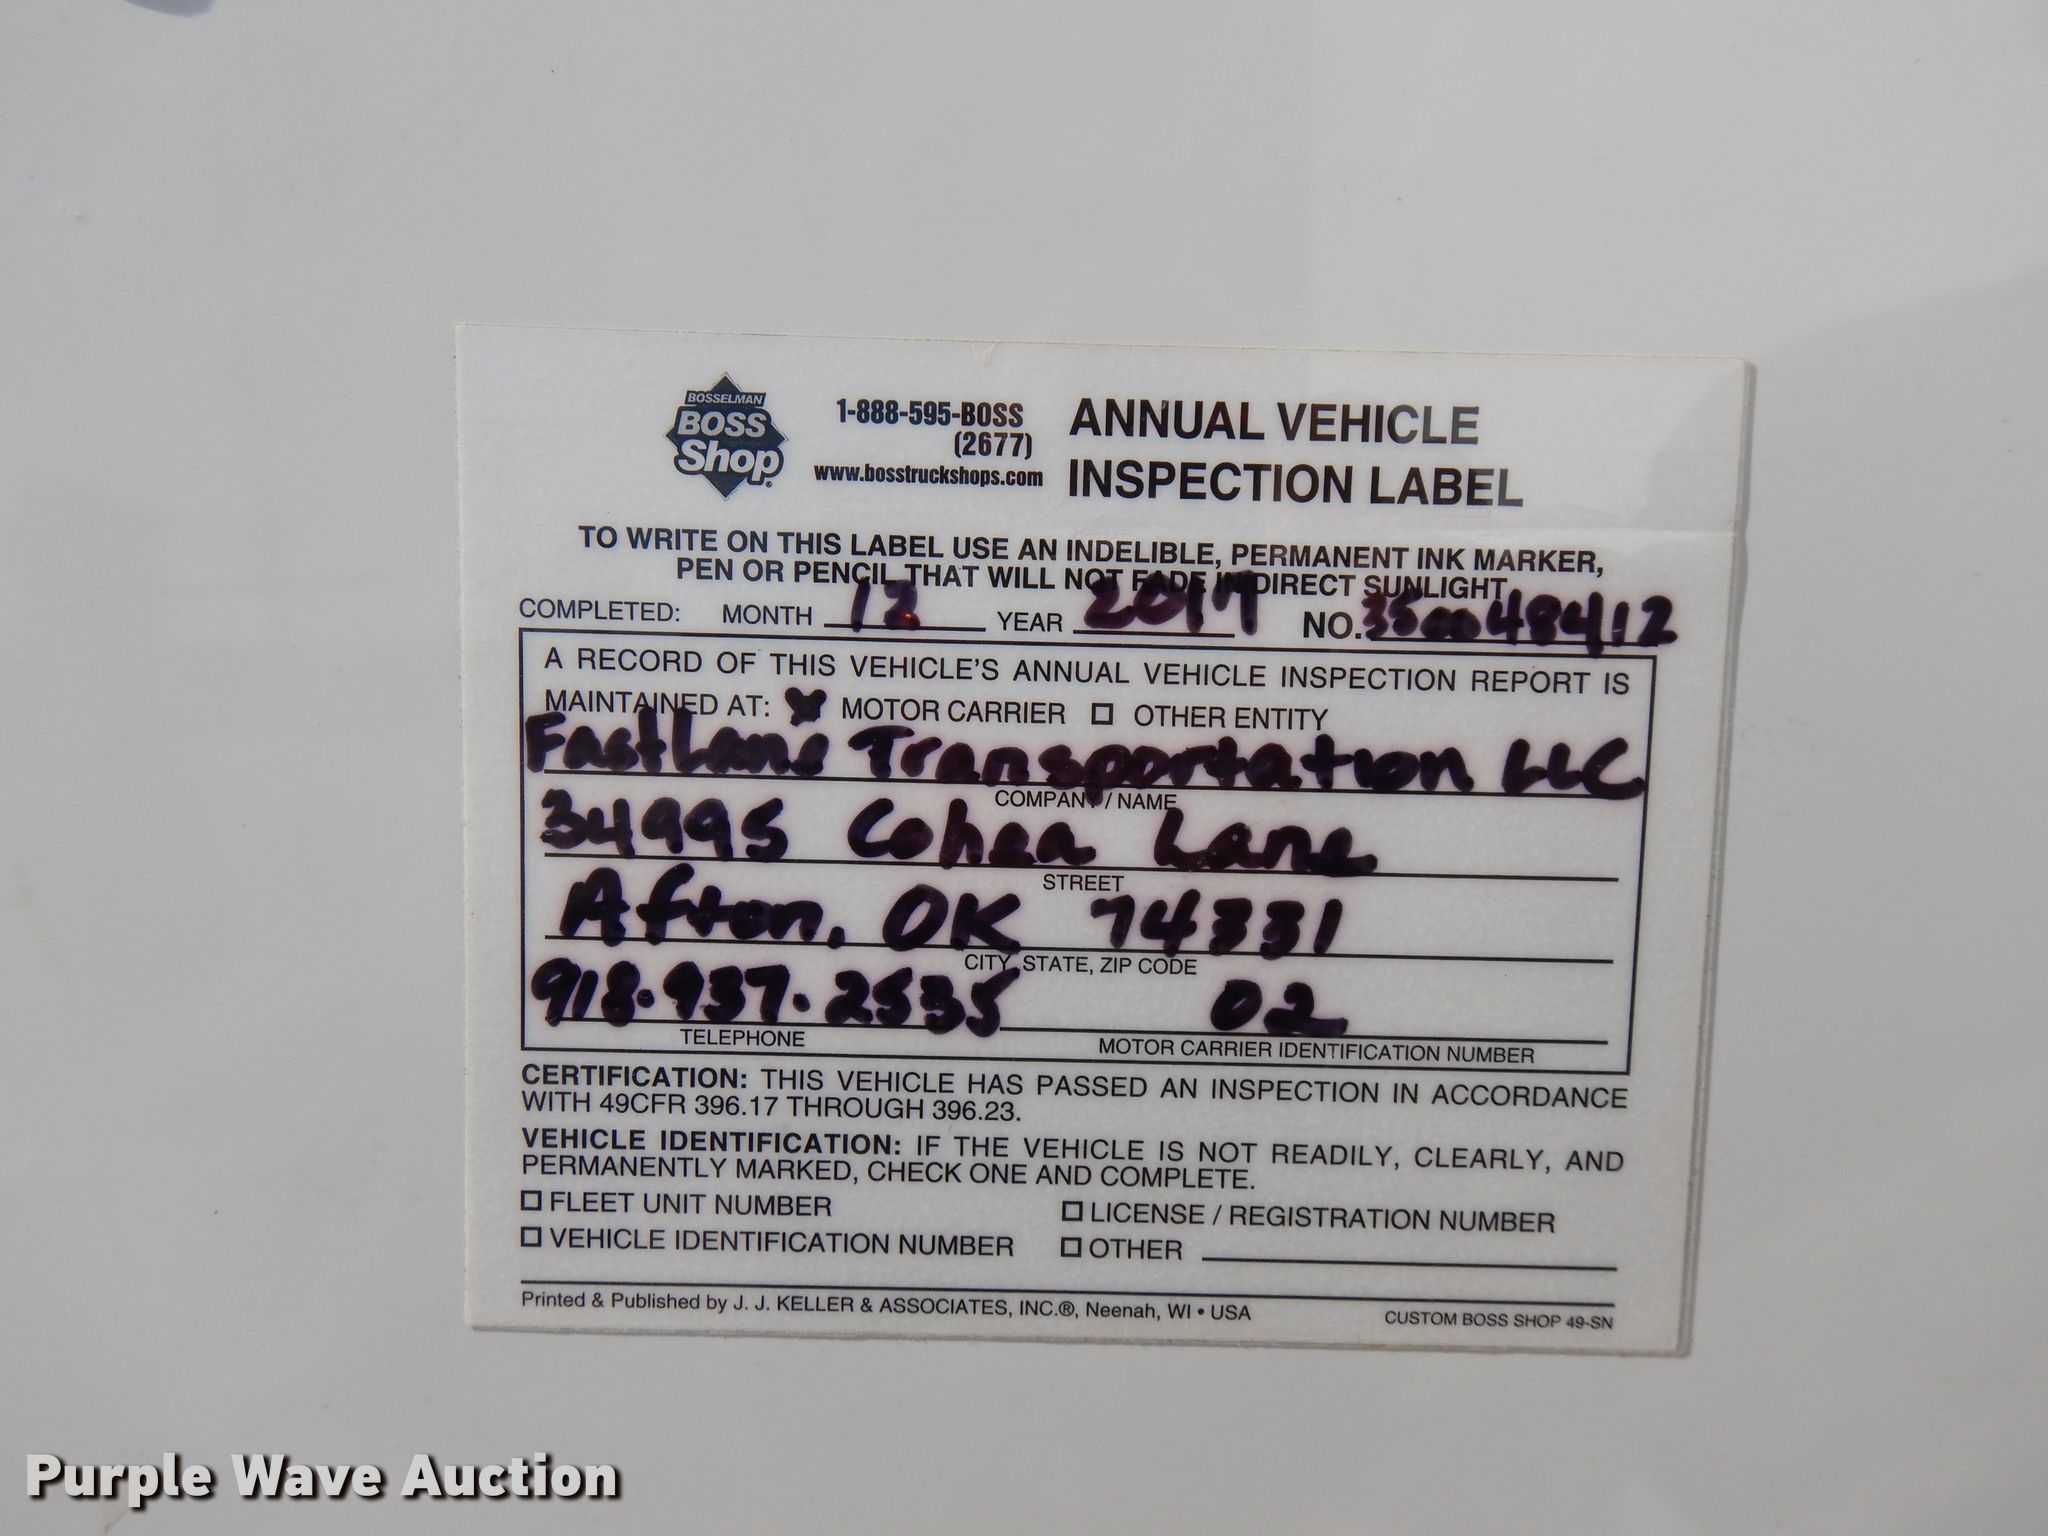 BOSSELMAN
BOSS
Shop®
1-888-595-BOSS
(2677)
www.bosstruckshops.com
ANNUAL VEHICLE
INSPECTION LABEL
TO WRITE ON THIS LABEL USE AN INDELIBLE, PERMANENT INK MARKER,
PEN OR PENCIL THAT WILL NOT FADE IN DIRECT SUNLIGHT
COMPLETED: MONTH 12 YEAR 2017 NO. 3500484412
A RECORD OF THIS VEHICLE'S ANNUAL VEHICLE INSPECTION REPORT IS
MAINTAINED AT: MOTOR CARRIER OTHER ENTITY
Fastlane Transportation LLC
COMPANY / NAME
34995 Cohea Lane
STREET
Afton, OK 74331
CITY, STATE, ZIP CODE
918.937.2535 02
TELEPHONE MOTOR CARRIER IDENTIFICATION NUMBER
CERTIFICATION: THIS VEHICLE HAS PASSED AN INSPECTION IN ACCORDANCE
WITH 49CFR 396.17 THROUGH 396.23.
VEHICLE IDENTIFICATION: IF THE VEHICLE IS NOT READILY, CLEARLY, AND
PERMANENTLY MARKED, CHECK ONE AND COMPLETE.
FLEET UNIT NUMBER LICENSE / REGISTRATION NUMBER
VEHICLE IDENTIFICATION NUMBER OTHER
Printed & Published by J. J. KELLER & ASSOCIATES, INC.®, Neenah, WI • USA CUSTOM BOSS SHOP 49-SN
Purple Wave Auction